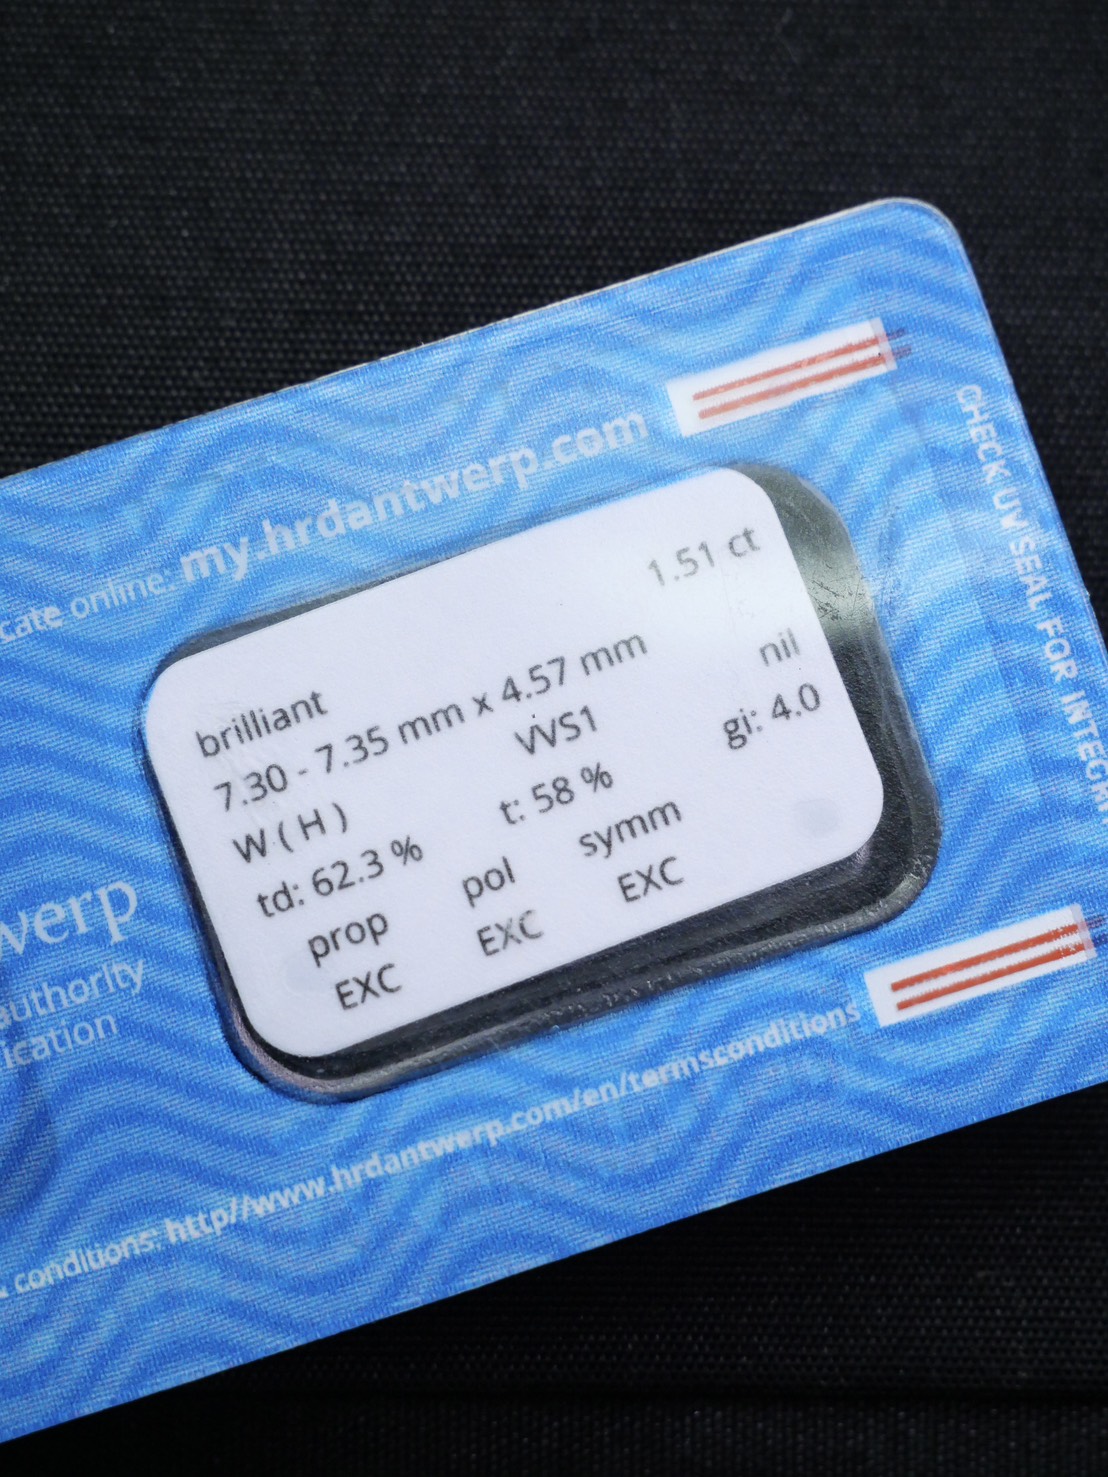 cate online: my.hrdantwerp.com
brilliant 1.51 ct
7.30 - 7.35 mm x 4.57 mm
W ( H ) VVS1 nil
td: 62.3 % t: 58 % gi: 4.0
prop pol symm
EXC EXC EXC
werp
authority
ication
& conditions: http//www.hrdantwerp.com/en/termsconditions
CHECK UV SEAL FOR INTEGRI